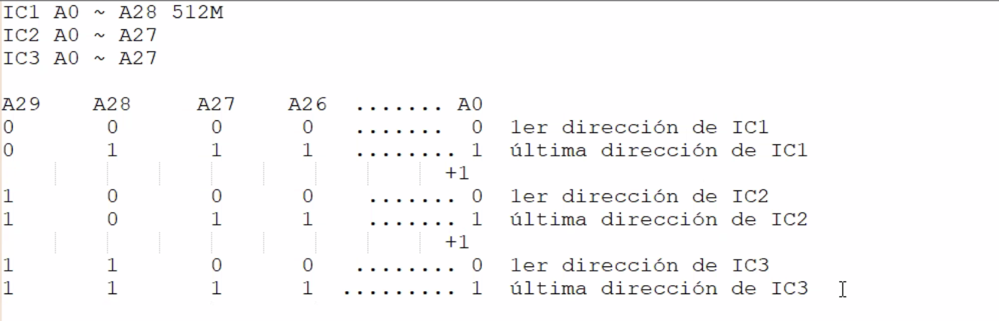 IC1 A0 ~ A28 512M
IC2 A0 ~ A27
IC3 A0 ~ A27
A29 A28 A27 A26 ....... A0
0 0 0 0 ....... 0 1er dirección de IC1
0 1 1 1 ........ 1 última dirección de IC1
+1
1 0 0 0 ....... 0 1er dirección de IC2
1 0 1 1 ....... 1 última dirección de IC2
+1
1 1 0 0 ........ 0 1er dirección de IC3
1 1 1 1 ......... 1 última dirección de IC3